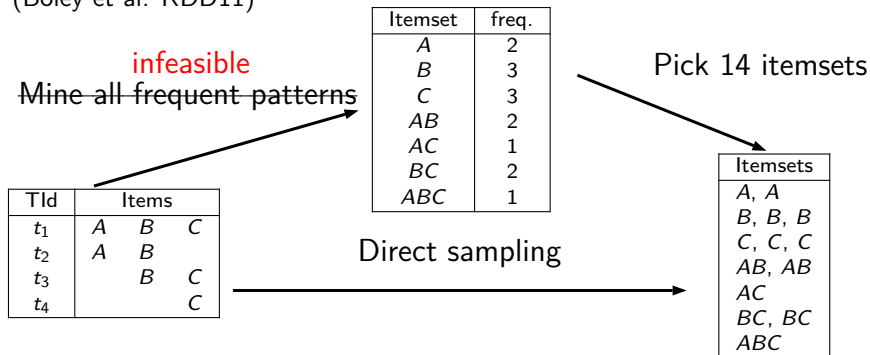 (Boley et al. KDD11)
infeasible
Mine all frequent patterns
Itemset freq.
A 2
B 3
C 3
AB 2
AC 1
BC 2
ABC 1
Pick 14 itemsets
TId Items
t1 A B C
t2 A B
t3 B C
t4 C
Direct sampling
Itemsets
A, A
B, B, B
C, C, C
AB, AB
AC
BC, BC
ABC